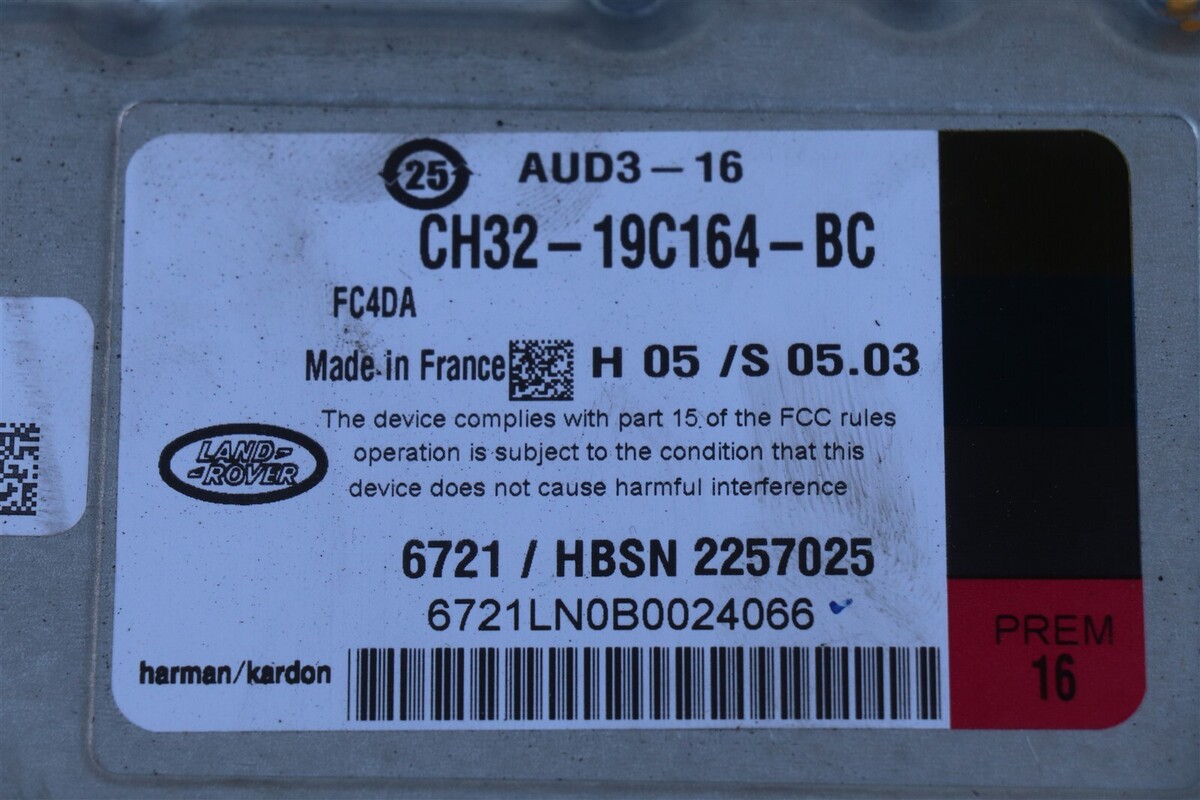 25
AUD3 – 16
CH32 – 19C164 – BC
FC4DA
Made in France H 05 /S 05.03
The device complies with part 15 of the FCC rules
operation is subject to the condition that this
device does not cause harmful interference
LAND-
-ROVER
6721 / HBSN 2257025
6721LN0B0024066
harman/kardon
PREM
16